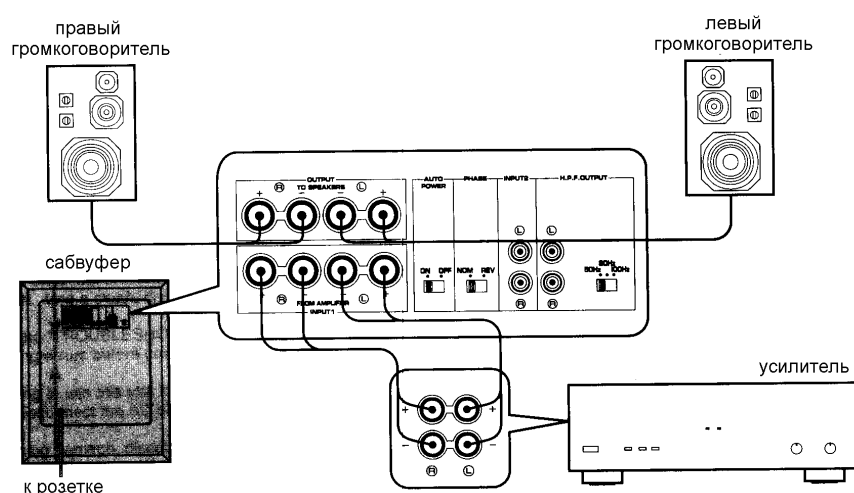 правый
громкоговоритель
левый
громкоговоритель
OUTPUT
TO SPEAKERS
R L
+ − − +
AUTO
POWER
PHASE
INPUT2
H.P.F.OUTPUT
L L
ON OFF
NOM REV
80Hz
50Hz 100Hz
R R
+ +
R L
FROM AMPLIFIER
INPUT1
сабвуфер
усилитель
+ +
− −
R L
к розетке